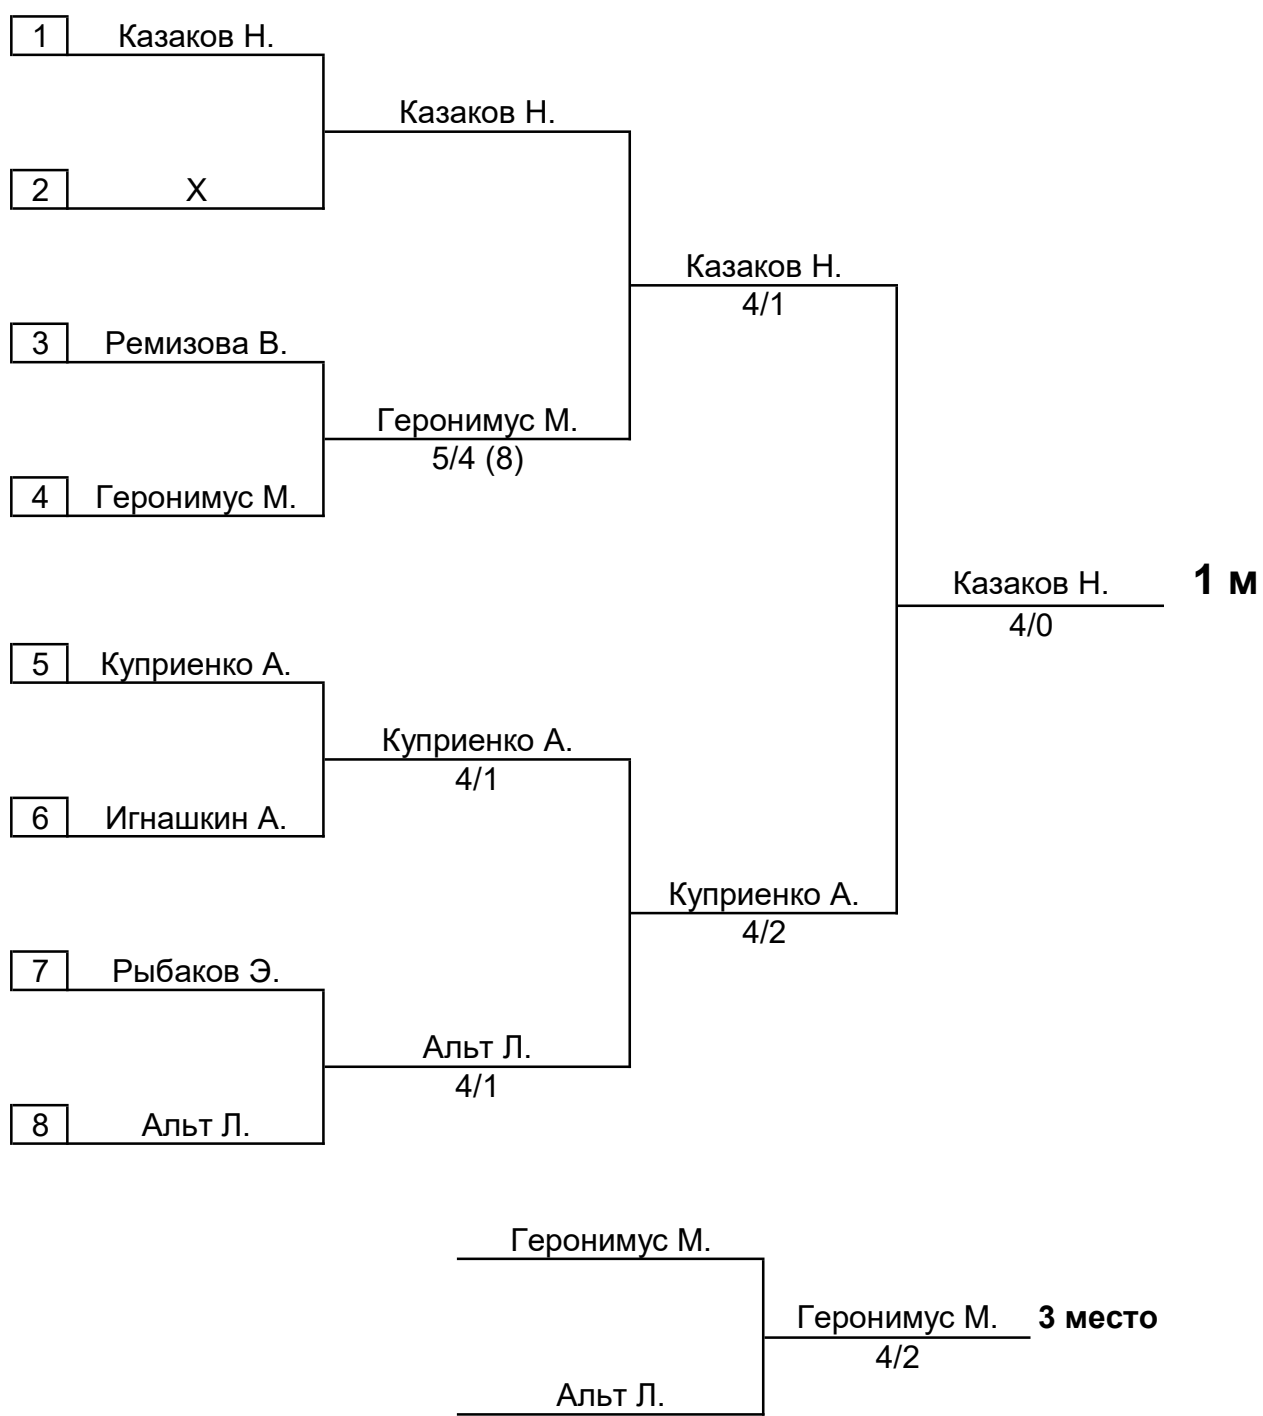 1 Казаков Н.
Казаков Н.
2 X
Казаков Н.
4/1
3 Ремизова В.
Геронимус М.
5/4 (8)
4 Геронимус М.
Казаков Н. 1 м
4/0
5 Куприенко А.
Куприенко А.
4/1
6 Игнашкин А.
Куприенко А.
4/2
7 Рыбаков Э.
Альт Л.
4/1
8 Альт Л.
Геронимус М.
Геронимус М. 3 место
4/2
Альт Л.